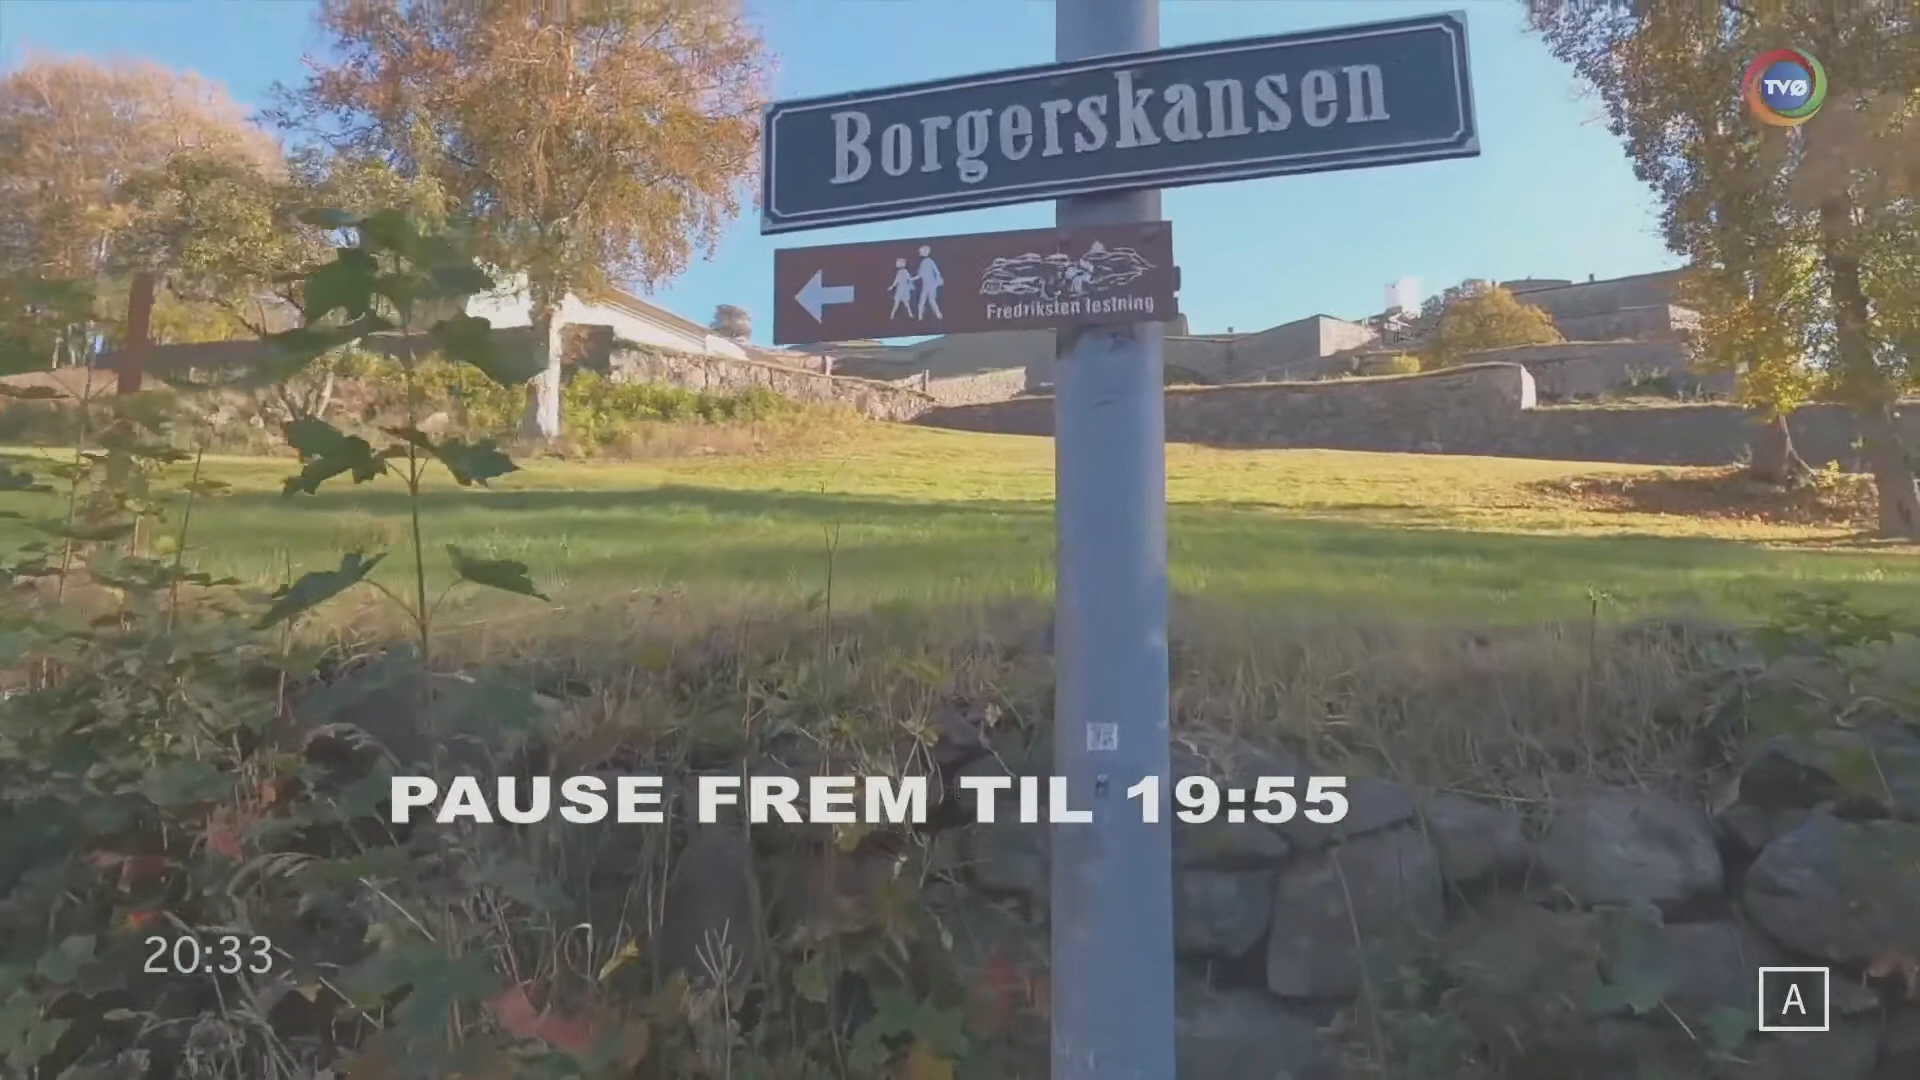 TVØ
Borgerskansen
Fredriksten festning
PAUSE FREM TIL 19:55
20:33
A